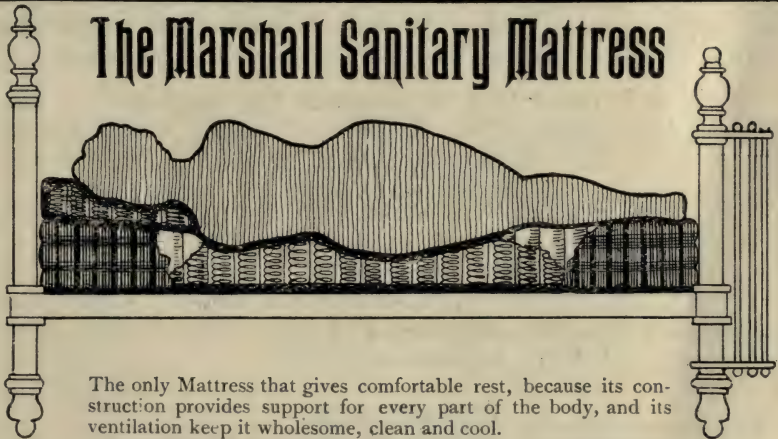 The Marshall Sanitary Mattress
The only Mattress that gives comfortable rest, because its con-
struction provides support for every part of the body, and its
ventilation keep it wholesome, clean and cool.